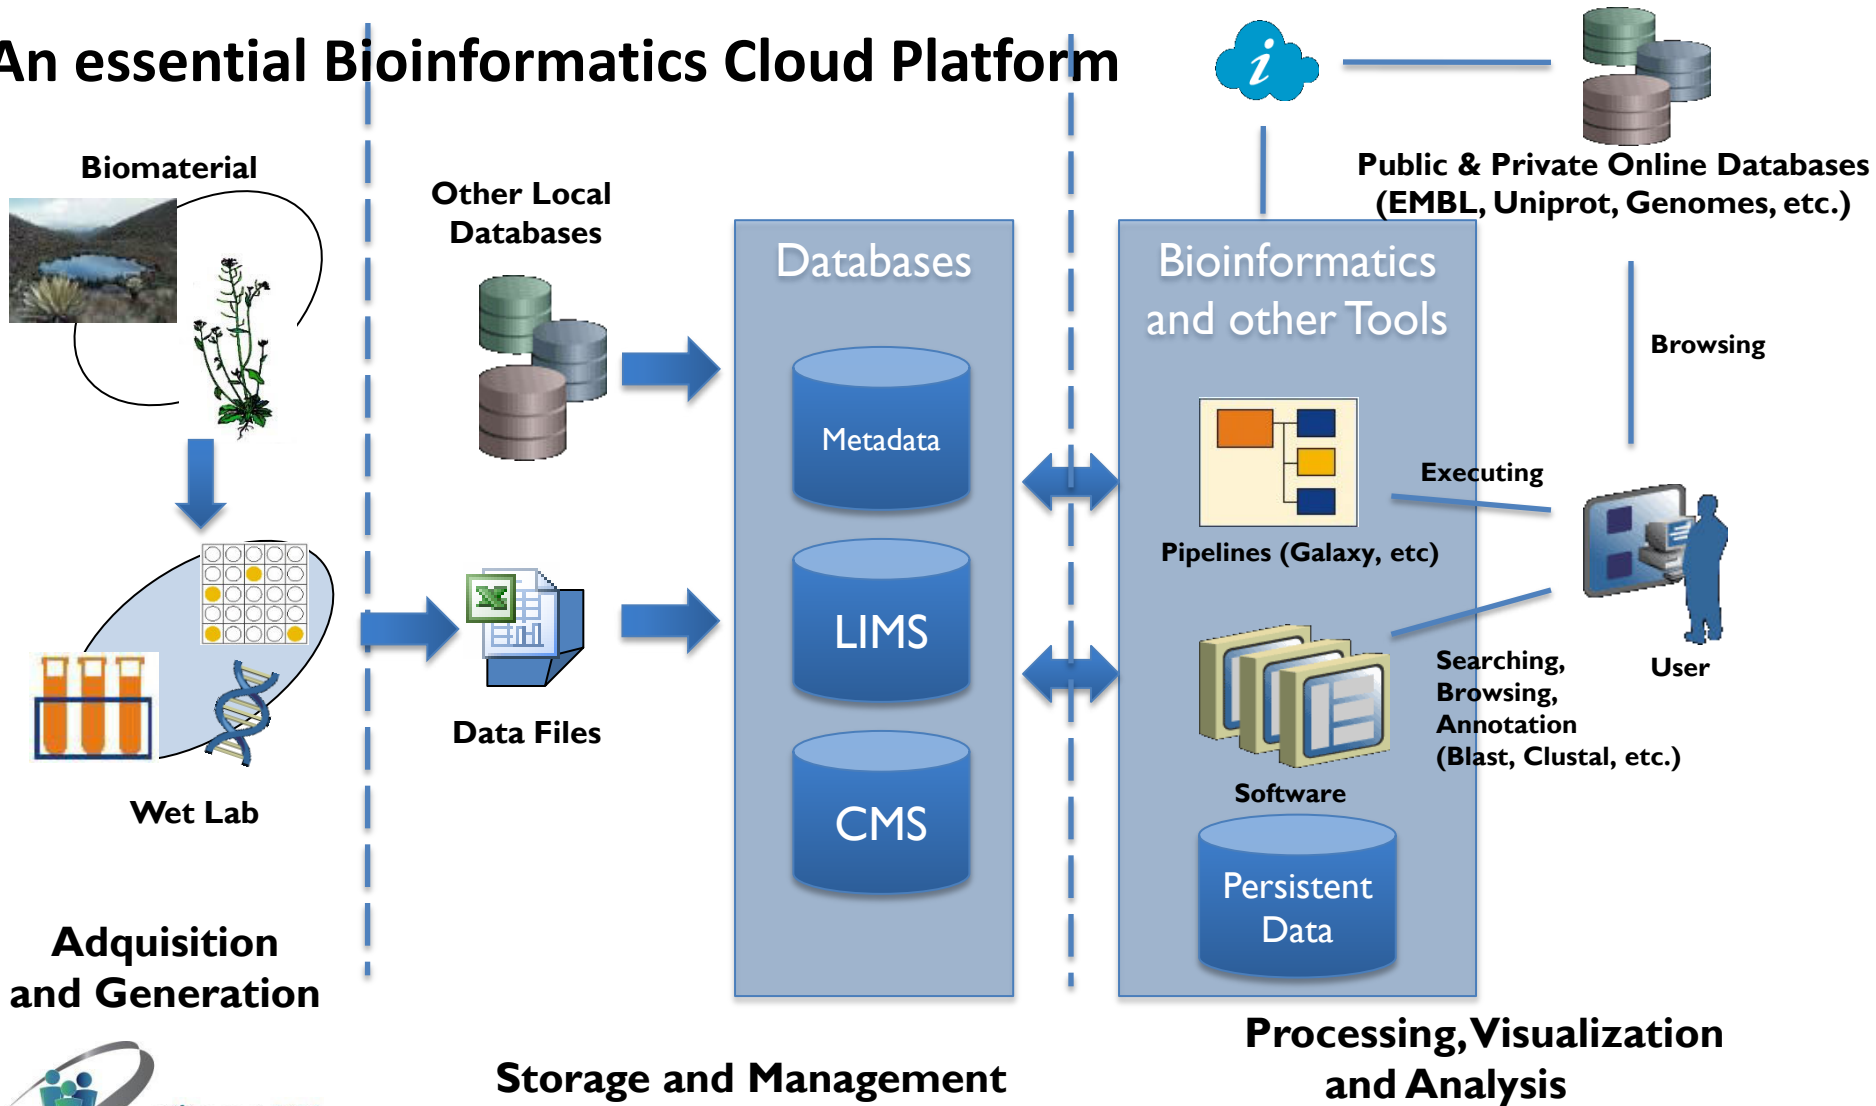 An essential Bioinformatics Cloud Platform
Biomaterial
Wet Lab
Adquisition
and Generation
Other Local
Databases
Data Files
Databases
Metadata
LIMS
CMS
Storage and Management
i
Public & Private Online Databases
(EMBL, Uniprot, Genomes, etc.)
Bioinformatics
and other Tools
Browsing
Executing
Pipelines (Galaxy, etc)
User
Searching,
Browsing,
Annotation
(Blast, Clustal, etc.)
Software
Persistent
Data
Processing, Visualization
and Analysis